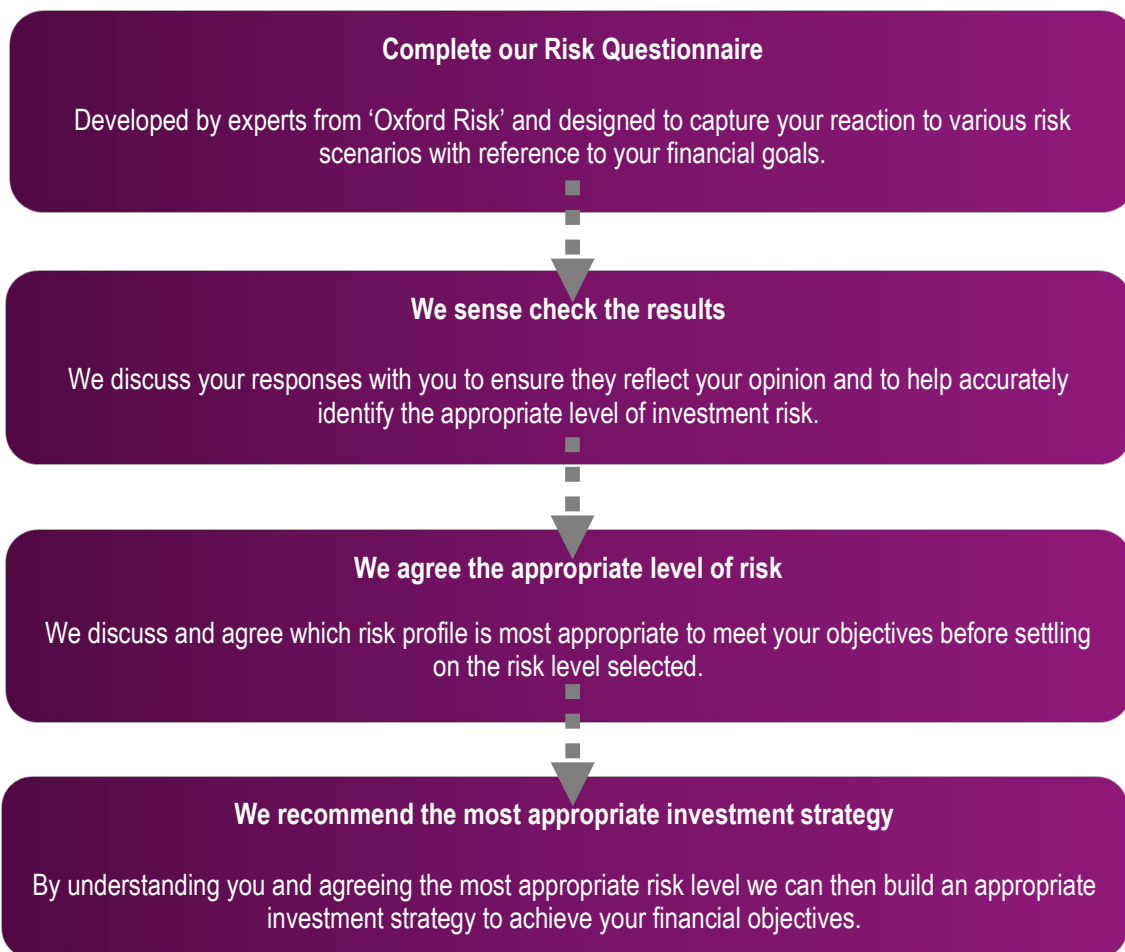 Complete our Risk Questionnaire
Developed by experts from ‘Oxford Risk’ and designed to capture your reaction to various risk
scenarios with reference to your financial goals.
We sense check the results
We discuss your responses with you to ensure they reflect your opinion and to help accurately
identify the appropriate level of investment risk.
We agree the appropriate level of risk
We discuss and agree which risk profile is most appropriate to meet your objectives before settling
on the risk level selected.
We recommend the most appropriate investment strategy
By understanding you and agreeing the most appropriate risk level we can then build an appropriate
investment strategy to achieve your financial objectives.